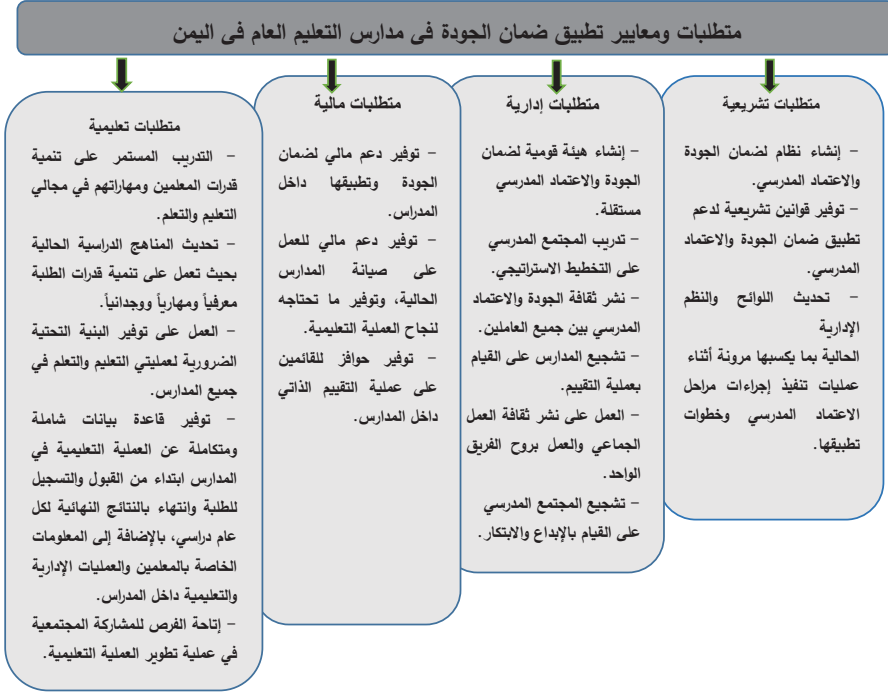 متطلبات ومعايير تطبيق ضمان الجودة فى مدارس التعليم العام فى اليمن
متطلبات تشريعية
– إنشاء نظام لضمان الجودة
والاعتماد المدرسي.
– توفير قوانين تشريعية لدعم
تطبيق ضمان الجودة والاعتماد
المدرسي.
– تحديث اللوائح والنظم
الإدارية
الحالية بما يكسبها مرونة أثناء
عمليات تنفيذ إجراءات مراحل
الاعتماد المدرسي وخطوات
تطبيقها.
متطلبات إدارية
– إنشاء هيئة قومية لضمان
الجودة والاعتماد المدرسي
مستقلة.
– تدريب المجتمع المدرسي
على التخطيط الاستراتيجي.
– نشر ثقافة الجودة والاعتماد
المدرسي بين جميع العاملين.
– تشجيع المدارس على القيام
بعملية التقييم.
– العمل على نشر ثقافة العمل
الجماعي والعمل بروح الفريق
الواحد.
– تشجيع المجتمع المدرسي
على القيام بالإبداع والابتكار.
متطلبات مالية
– توفير دعم مالي لضمان
الجودة وتطبيقها داخل
المدراس.
– توفير دعم مالي للعمل
على صيانة المدارس
الحالية، وتوفير ما تحتاجه
لنجاح العملية التعليمية.
– توفير حوافز للقائمين
على عملية التقييم الذاتي
داخل المدارس.
متطلبات تعليمية
– التدريب المستمر على تنمية
قدرات المعلمين ومهاراتهم في مجالي
التعليم والتعلم.
– تحديث المناهج الدراسية الحالية
بحيث تعمل على تنمية قدرات الطلبة
معرفياً ومهارياً ووجدانياً.
– العمل على توفير البنية التحتية
الضرورية لعمليتي التعليم والتعلم في
جميع المدارس.
– توفير قاعدة بيانات شاملة
ومتكاملة عن العملية التعليمية في
المدارس ابتداء من القبول والتسجيل
للطلبة وانتهاء بالنتائج النهائية لكل
عام دراسي، بالإضافة إلى المعلومات
الخاصة بالمعلمين والعمليات الإدارية
والتعليمية داخل المدراس.
– إتاحة الفرص للمشاركة المجتمعية
في عملية تطوير العملية التعليمية.